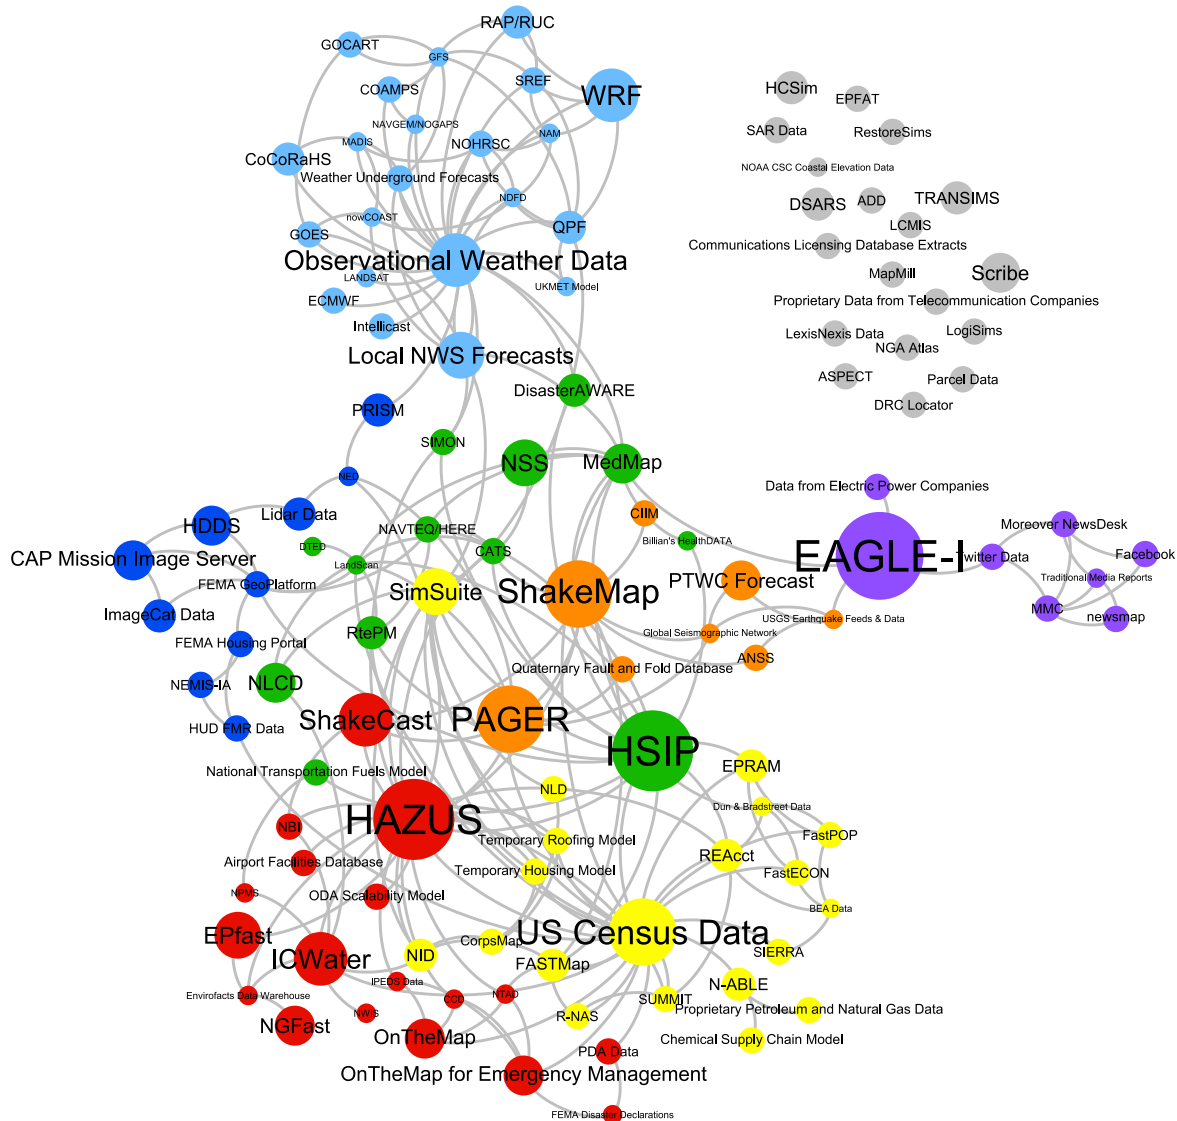 RAP/RUC
GOCART
GFS
SREF
COAMPS
WRF
NAVGEM/NOGAPS
NAM
MADIS
NOHRSC
CoCoRaHS
Weather Underground Forecasts
NDFD
nowCOAST
GOES
QPF
Observational Weather Data
LANDSAT
UKMET Model
ECMWF
Intellicast
Local NWS Forecasts
HCSim
EPFAT
SAR Data
RestoreSims
NOAA CSC Coastal Elevation Data
DSARS
ADD
TRANSIMS
LCMIS
Communications Licensing Database Extracts
MapMill
Scribe
Proprietary Data from Telecommunication Companies
LexisNexis Data
LogiSims
NGA Atlas
ASPECT
Parcel Data
DRC Locator
DisasterAWARE
PRISM
SIMON
NSS
MedMap
NED
Data from Electric Power Companies
HDDS
Lidar Data
CIIM
NAVTEQ/HERE
Moreover NewsDesk
DTED
CATS
Billian's HealthDATA
EAGLE-I
Twitter Data
Facebook
CAP Mission Image Server
LandScan
FEMA GeoPlatform
SimSuite
ShakeMap
PTWC Forecast
Traditional Media Reports
ImageCat Data
MMC
newsmap
RtePM
Global Seismographic Network
USGS Earthquake Feeds & Data
FEMA Housing Portal
ANSS
Quaternary Fault and Fold Database
NEMIS-IA
NLCD
ShakeCast
PAGER
HUD FMR Data
HSIP
National Transportation Fuels Model
EPRAM
NLD
Dun & Bradstreet Data
HAZUS
NBI
Temporary Roofing Model
FastPOP
REAcct
Airport Facilities Database
Temporary Housing Model
FastECON
NPMS
ODA Scalability Model
BEA Data
EPfast
US Census Data
CorpsMap
SIERRA
ICWater
NID
FASTMap
IPEDS Data
N-ABLE
Envirofacts Data Warehouse
CCD
NTAD
SUMMIT
NWIS
R-NAS
Proprietary Petroleum and Natural Gas Data
NGFast
OnTheMap
Chemical Supply Chain Model
PDA Data
OnTheMap for Emergency Management
FEMA Disaster Declarations